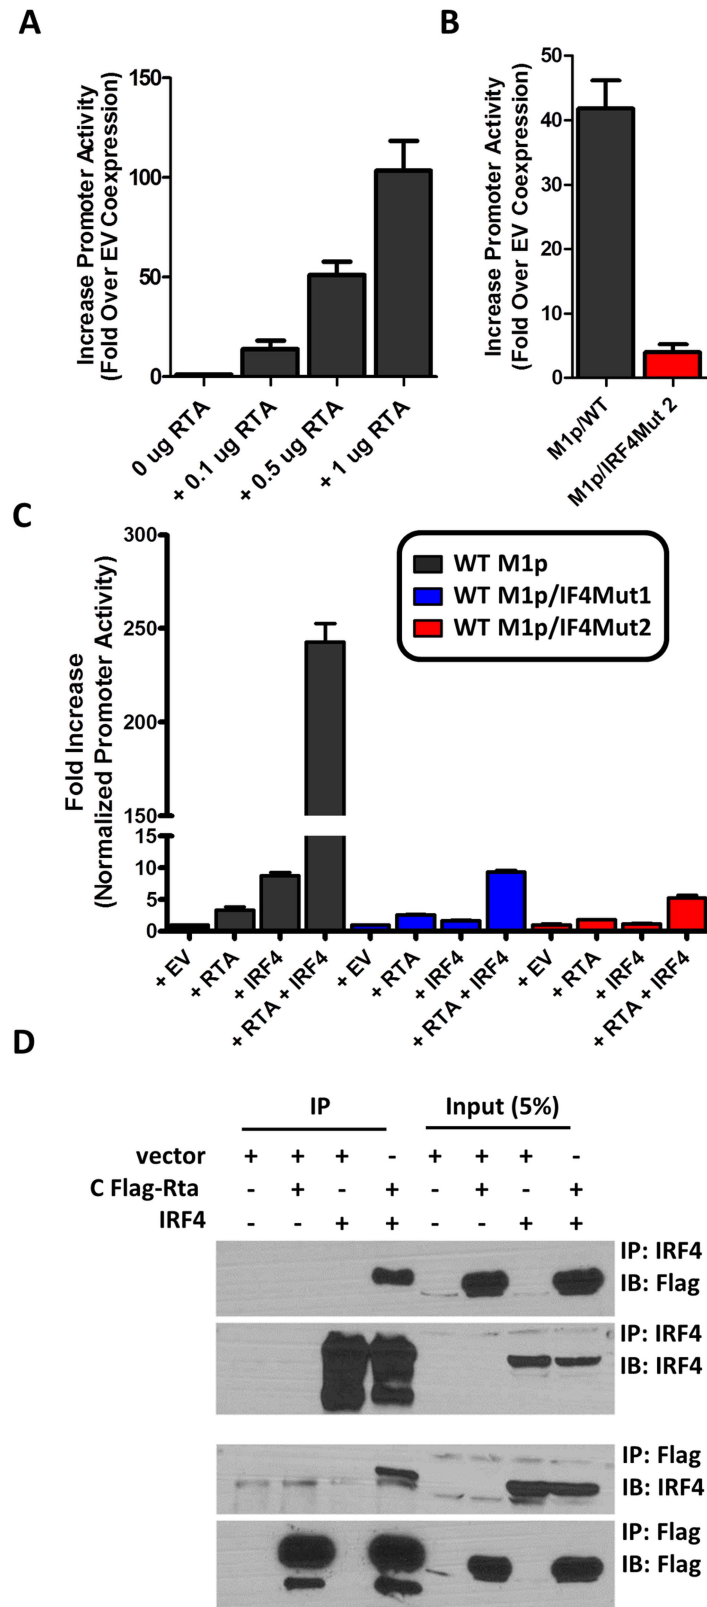 A
Increase Promoter Activity
(Fold Over EV Coexpression)
150
100
50
0
0 ug RTA
+ 0.1 ug RTA
+ 0.5 ug RTA
+ 1 ug RTA
B
Increase Promoter Activity
(Fold Over EV Coexpression)
50
40
30
20
10
0
M1p/WT
M1p/IRF4Mut 2
C
Fold Increase
(Normalized Promoter Activity)
300
250
200
150
15
10
5
0
WT M1p
WT M1p/IF4Mut1
WT M1p/IF4Mut2
+ EV
+ RTA
+ IRF4
+ RTA + IRF4
+ EV
+ RTA
+ IRF4
+ RTA + IRF4
+ EV
+ RTA
+ IRF4
+ RTA + IRF4
D
IP Input (5%)
vector + + + - + + + -
C Flag-Rta - + - + - + - +
IRF4 - - + + - - + +
IP: IRF4
IB: Flag
IP: IRF4
IB: IRF4
IP: Flag
IB: IRF4
IP: Flag
IB: Flag